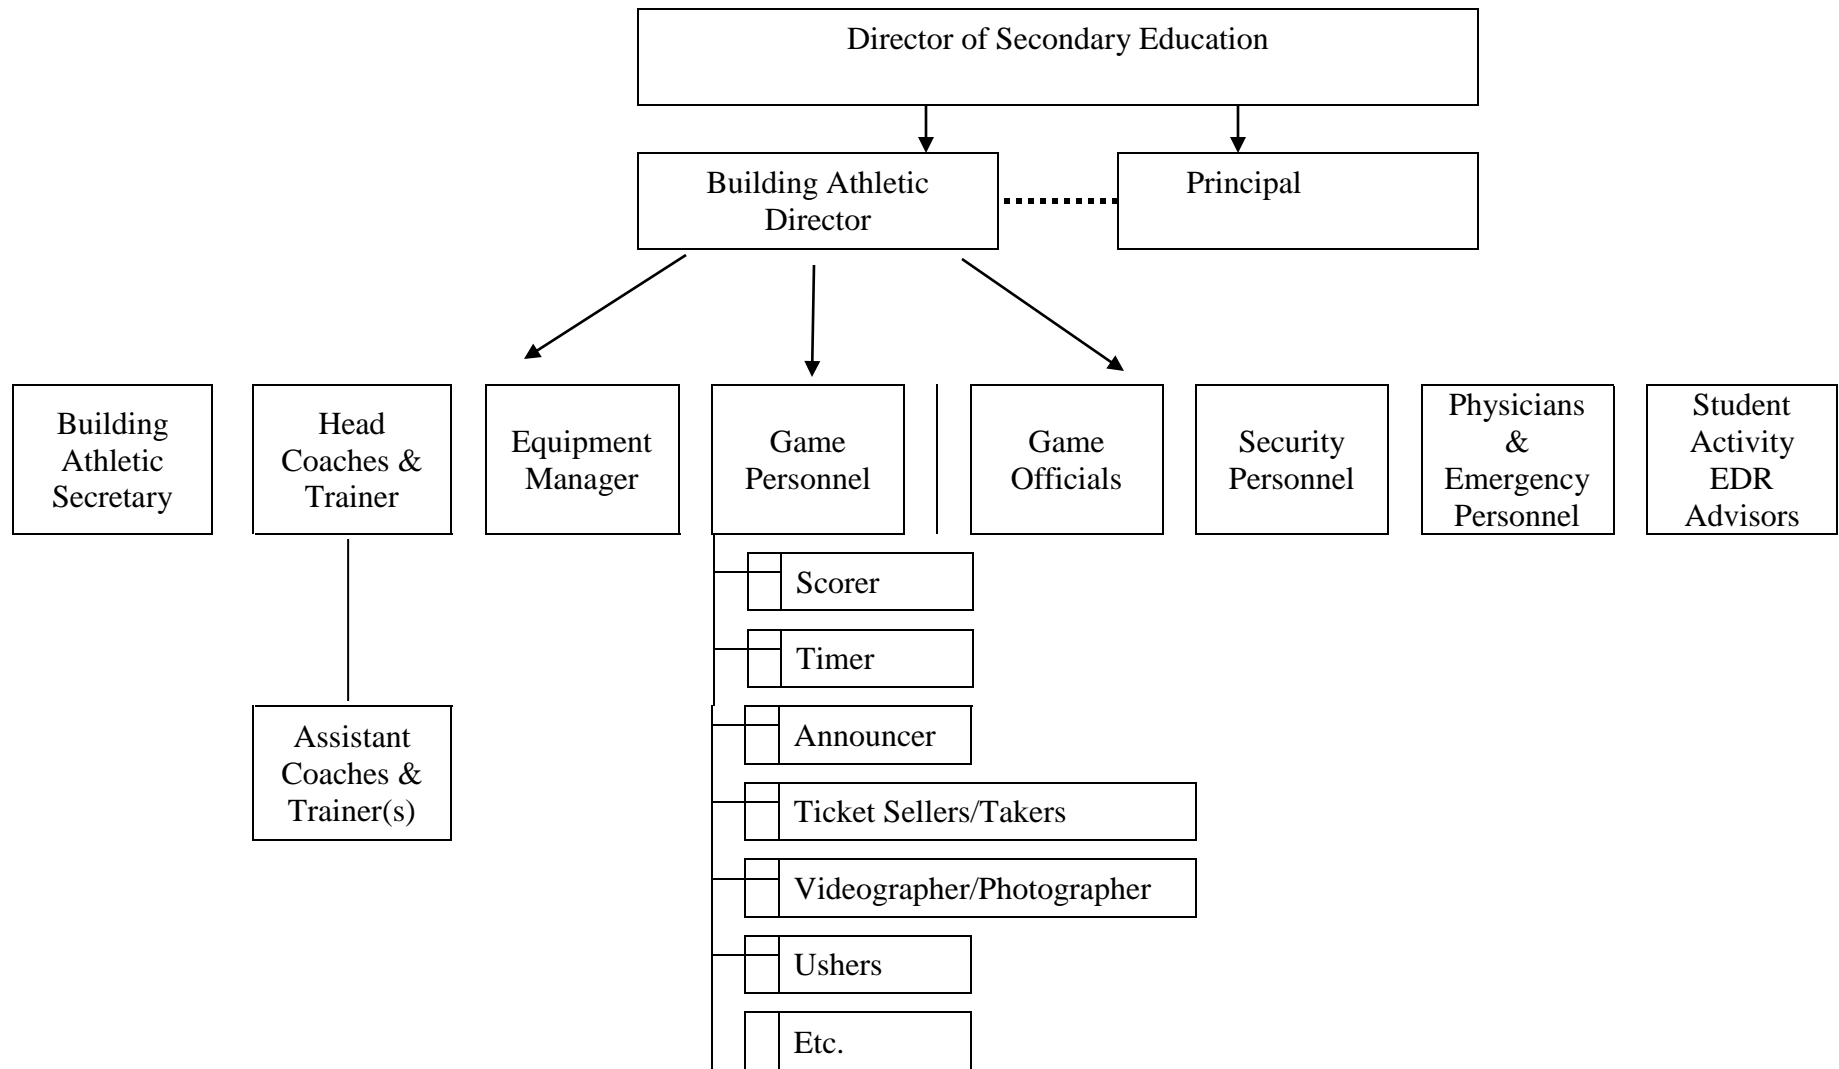 Director of Secondary Education
Building Athletic
Director
Principal
Building
Athletic
Secretary
Head
Coaches &
Trainer
Equipment
Manager
Game
Personnel
Game
Officials
Security
Personnel
Physicians
&
Emergency
Personnel
Student
Activity
EDR
Advisors
Scorer
Timer
Assistant
Coaches &
Trainer(s)
Announcer
Ticket Sellers/Takers
Videographer/Photographer
Ushers
Etc.